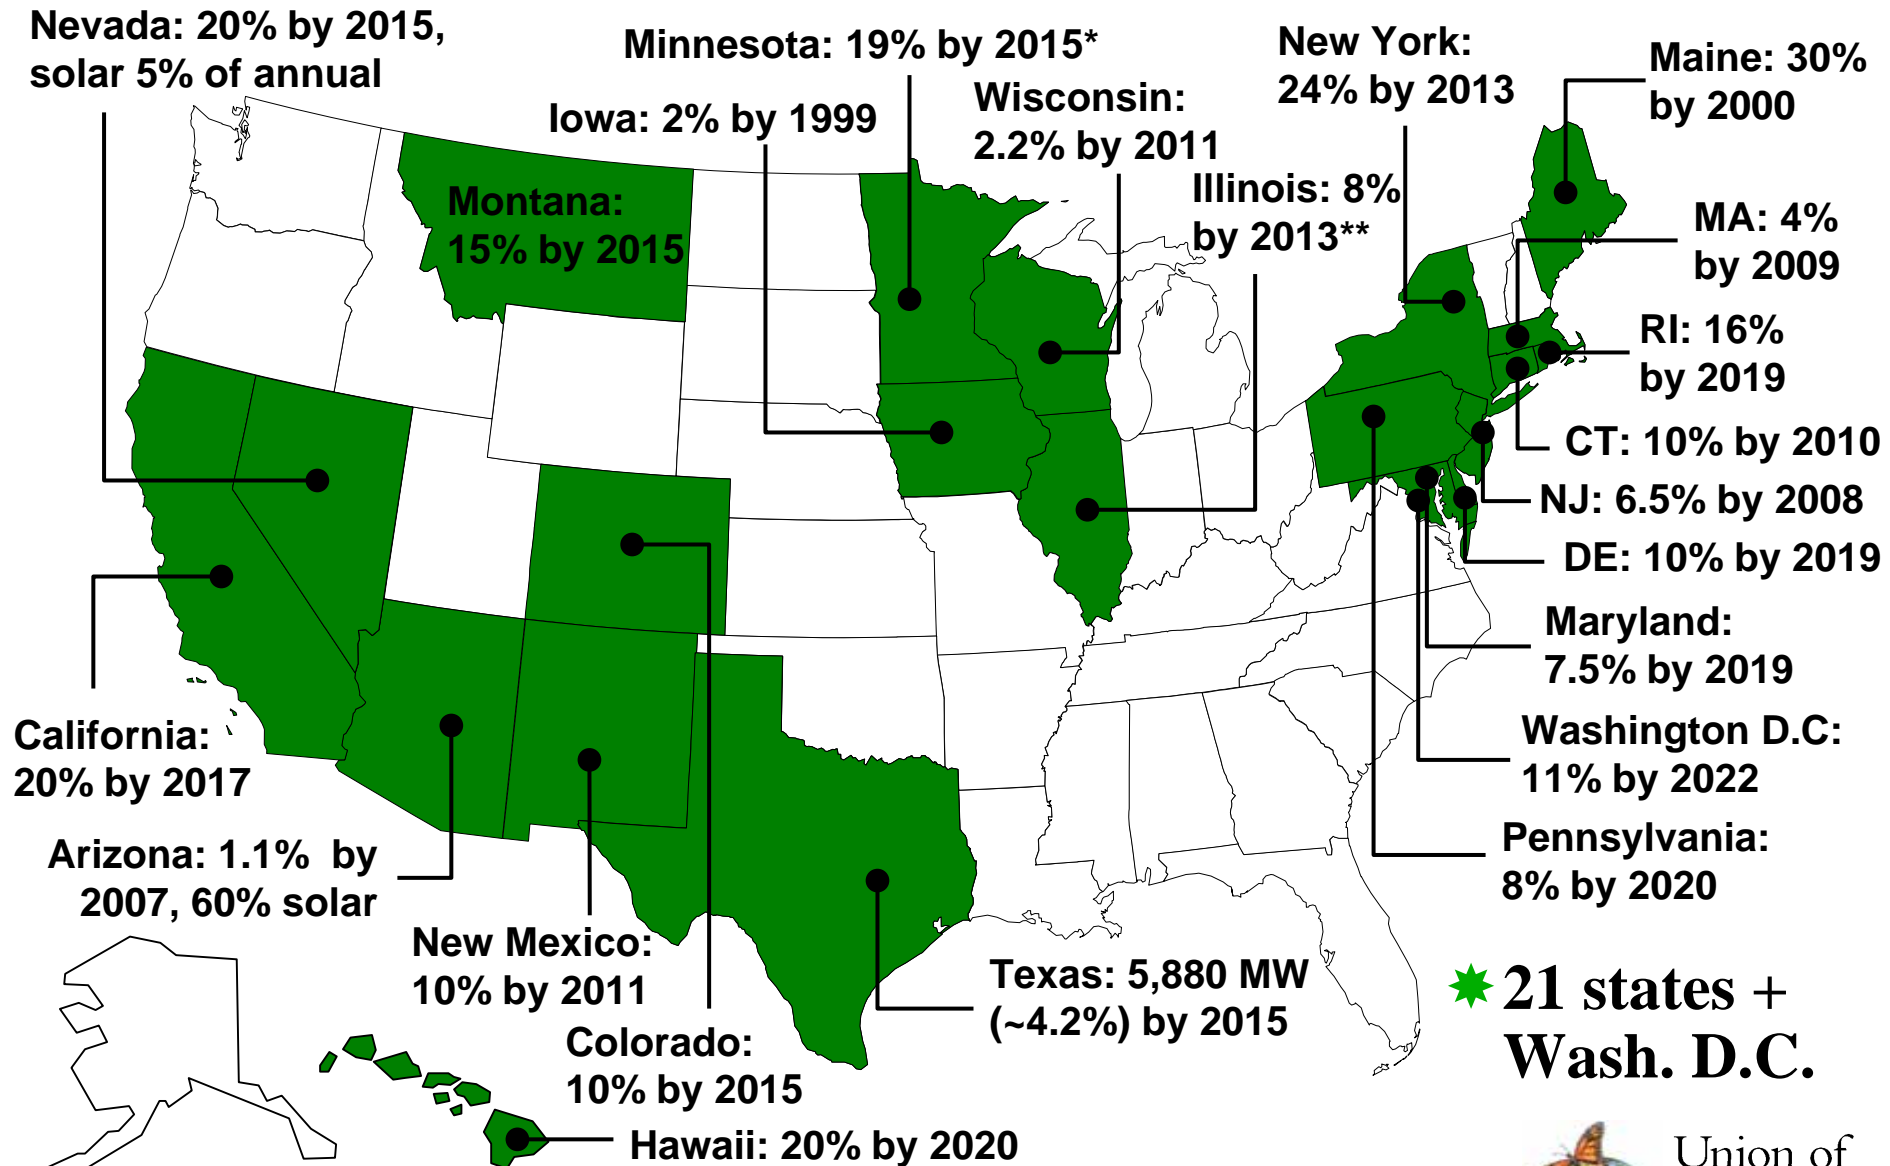 Nevada: 20% by 2015,
solar 5% of annual
Minnesota: 19% by 2015*
Iowa: 2% by 1999
Wisconsin:
2.2% by 2011
New York:
24% by 2013
Maine: 30%
by 2000
Montana:
15% by 2015
Illinois: 8%
by 2013**
MA: 4%
by 2009
RI: 16%
by 2019
CT: 10% by 2010
NJ: 6.5% by 2008
DE: 10% by 2019
Maryland:
7.5% by 2019
Washington D.C:
11% by 2022
Pennsylvania:
8% by 2020
California:
20% by 2017
Arizona: 1.1%  by
2007, 60% solar
New Mexico:
10% by 2011
Colorado:
10% by 2015
Texas: 5,880 MW
(~4.2%) by 2015
Hawaii: 20% by 2020
21 states +
Wash. D.C.
Union of